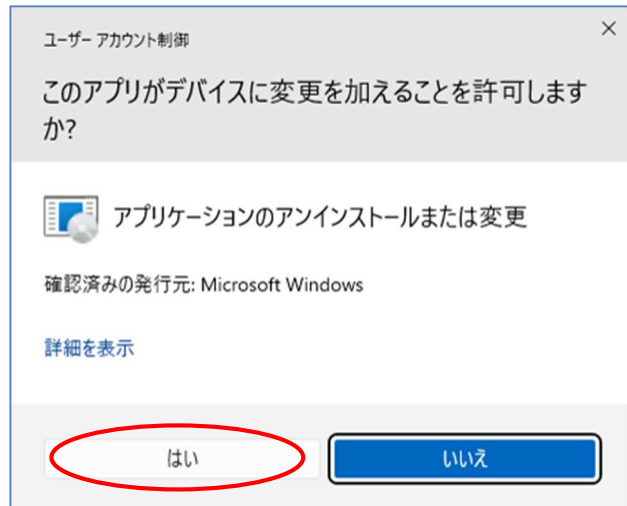 ユーザー アカウント制御
このアプリがデバイスに変更を加えることを許可します
か?
アプリケーションのアンインストールまたは変更
確認済みの発行元: Microsoft Windows
詳細を表示
はい
いいえ